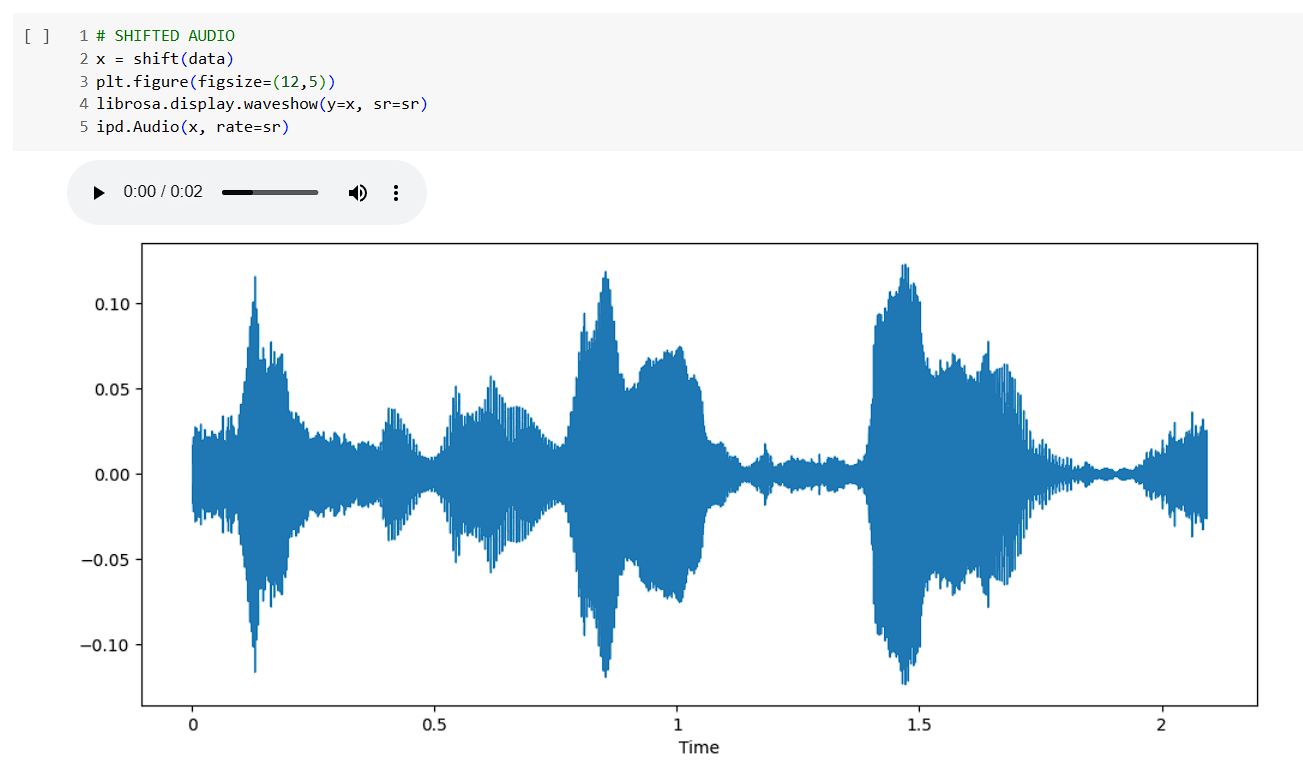 [ ]
1 # SHIFTED AUDIO
2 x = shift(data)
3 plt.figure(figsize=(12,5))
4 librosa.display.waveshow(y=x, sr=sr)
5 ipd.Audio(x, rate=sr)
0:00 / 0:02
0.10
0.05
0.00
−0.05
−0.10
0 0.5 1 1.5 2
Time